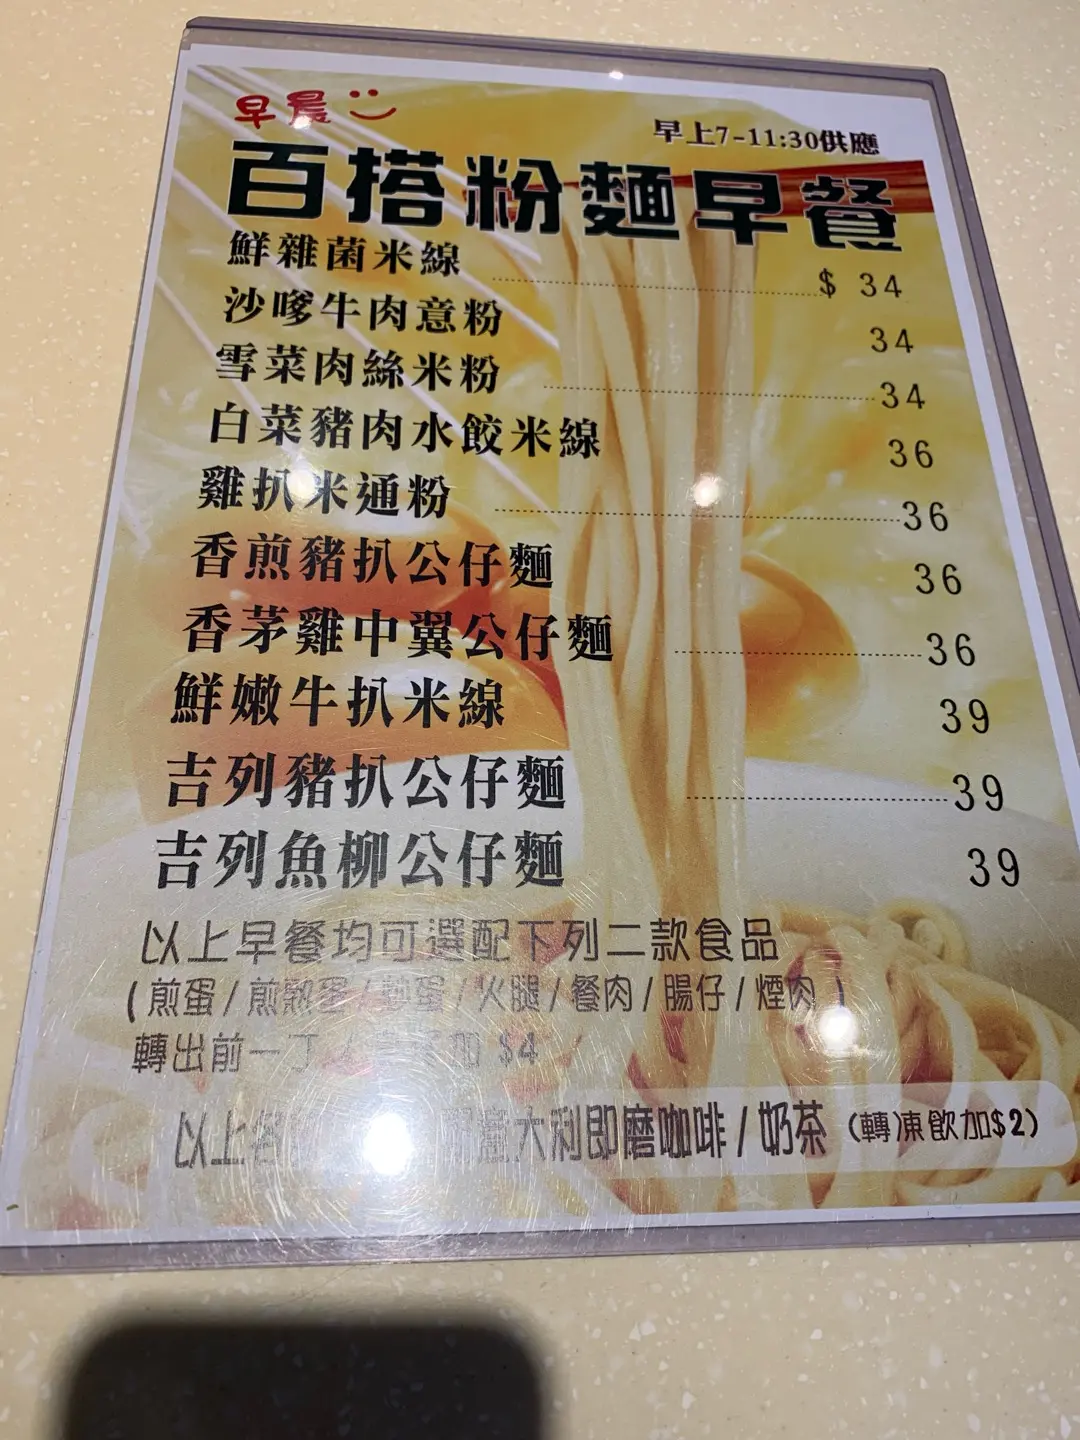 早晨
早上7-11:30供應
百搭粉麵早餐
鮮雜菌米線 $ 34
沙嗲牛肉意粉 34
雪菜肉絲米粉 34
白菜豬肉水餃米線 36
雞扒米通粉 36
香煎豬扒公仔麵 36
香茅雞中翼公仔麵 36
鮮嫩牛扒米線 39
吉列豬扒公仔麵 39
吉列魚柳公仔麵 39
以上早餐均可選配下列二款食品
(煎蛋/煎熟蛋/炒蛋/火腿/餐肉/腸仔/煙肉)
轉出前一丁 加 $4
以上 意大利即磨咖啡/奶茶 (轉凍飲加$2)